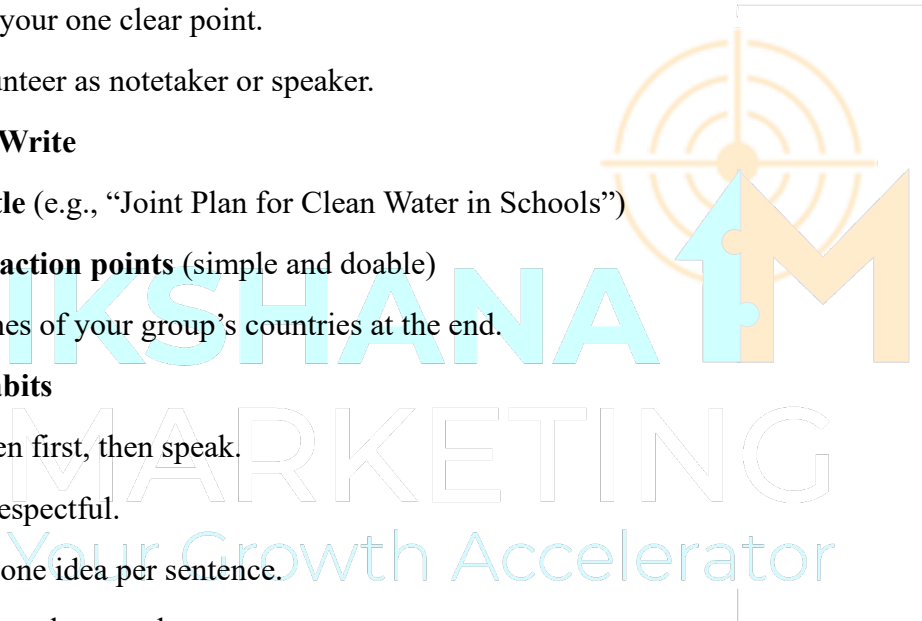 your one clear point.
unteer as notetaker or speaker.
Write
tle (e.g., “Joint Plan for Clean Water in Schools”)
action points (simple and doable)
nes of your group’s countries at the end.
bits
en first, then speak.
espectful.
one idea per sentence.
IKSHANA
MARKETING
Your Growth Accelerator